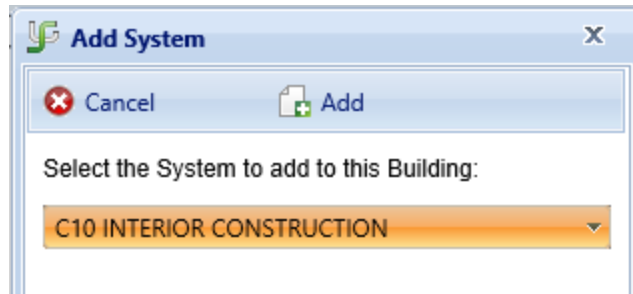 Add System
Cancel Add
Select the System to add to this Building:
C10 INTERIOR CONSTRUCTION